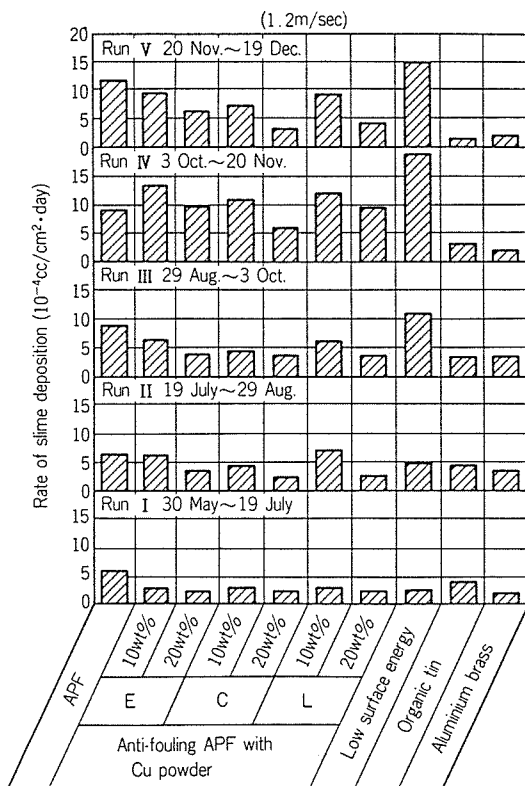 (1.2m/sec)
Rate of slime deposition (10⁻⁴cc/cm²・day)
20
Run V 20 Nov.~19 Dec.
15
10
5
0
Run IV 3 Oct.~20 Nov.
15
10
5
0
Run III 29 Aug.~3 Oct.
15
10
5
0
Run II 19 July~29 Aug.
15
10
5
0
Run I 30 May~19 July
15
10
5
0
APF
10wt%
20wt%
10wt%
20wt%
10wt%
20wt%
Low surface energy
Organic tin
Aluminium brass
E C L
Anti-fouling APF with
Cu powder